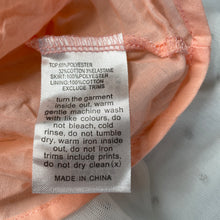 TOP:65%POLYESTER
32%COTTON 3%ELASTANE
SKIRT:100%POLYESTER
LINING:100%COTTON
EXCLUDE TRIMS
turn the garment
inside out, warm
gentle machine wash
with like colours. do
not bleach, cold
rinse, do not tumble
dry, warm iron inside
out. do not iron
trims include prints.
do not dry clean(x)
MADE IN CHINA